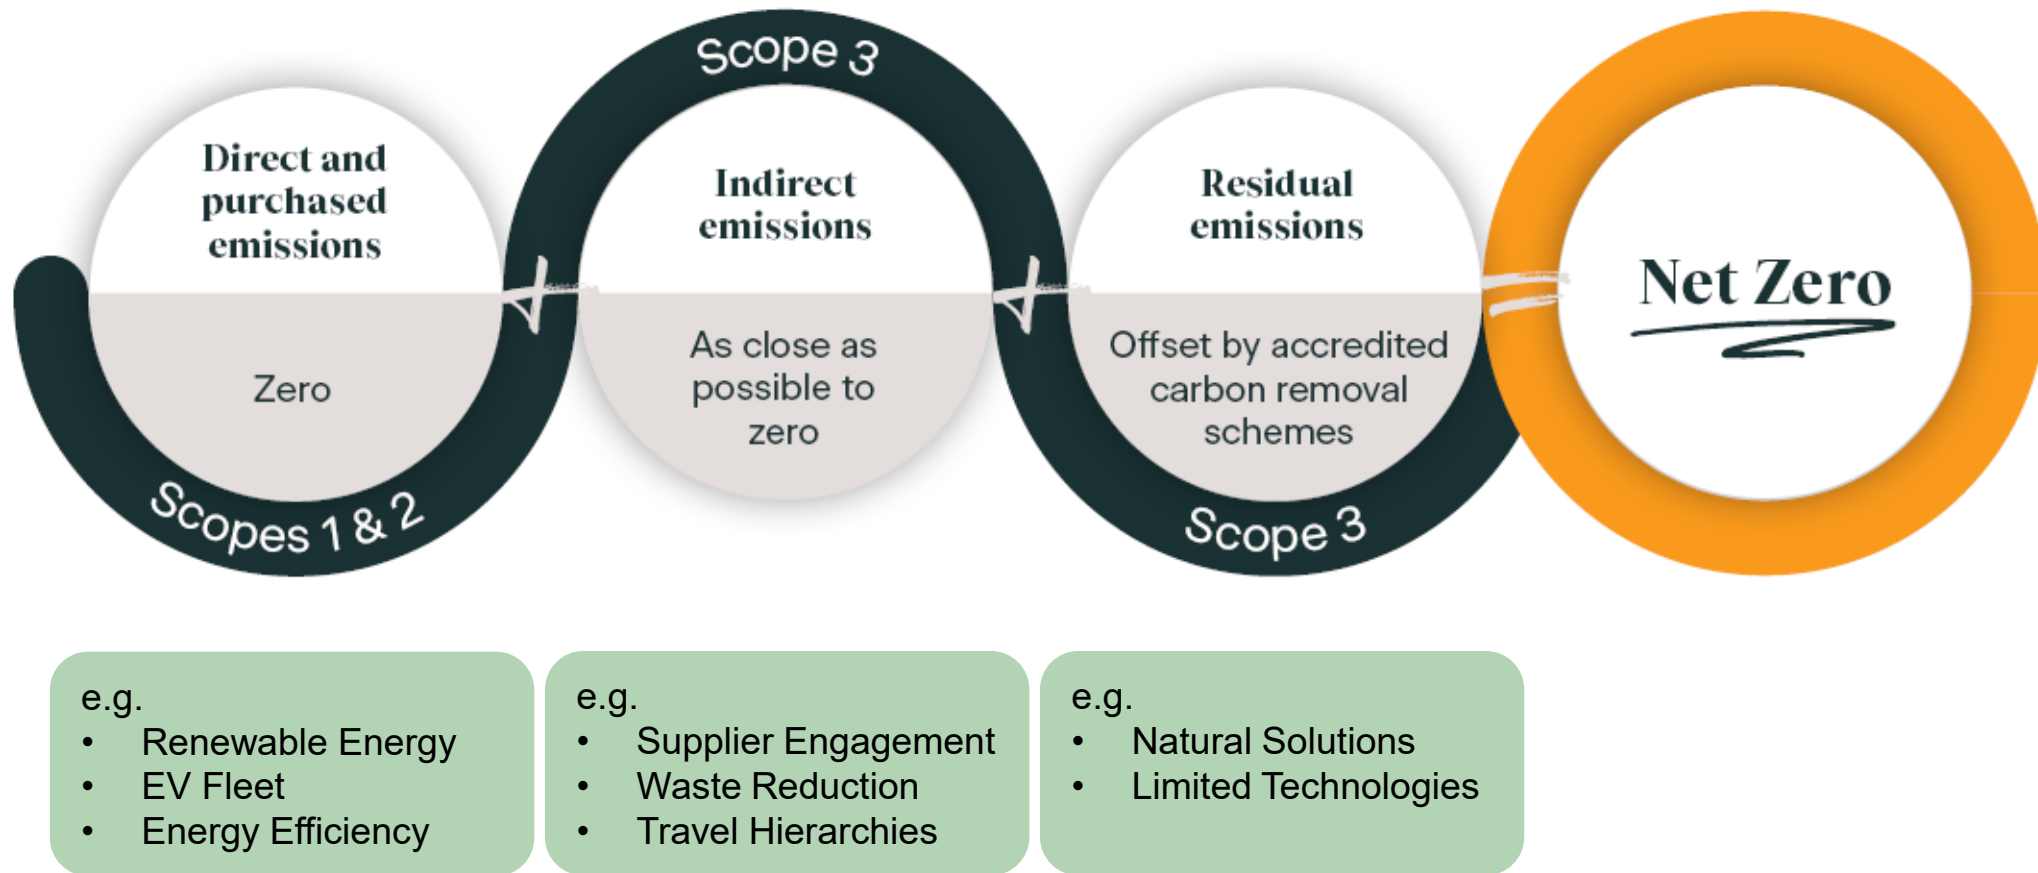 Direct and
purchased
emissions
Zero
Scopes 1 & 2
Scope 3
Indirect
emissions
As close as
possible to
zero
Residual
emissions
Offset by accredited
carbon removal
schemes
Scope 3
Net Zero
e.g.
• Renewable Energy
• EV Fleet
• Energy Efficiency
e.g.
• Supplier Engagement
• Waste Reduction
• Travel Hierarchies
e.g.
• Natural Solutions
• Limited Technologies